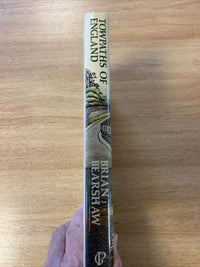 TOWPATHS OF
ENGLAND
BRIAN
BEARSHAW